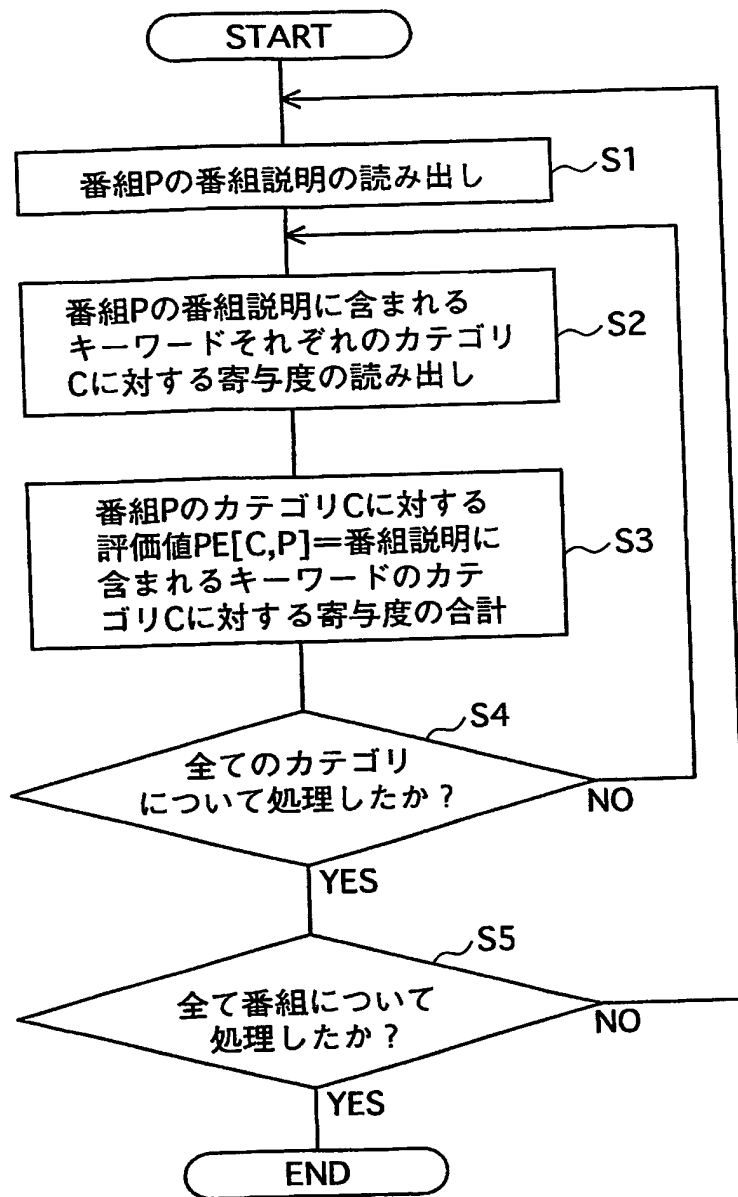 START
番組Pの番組説明の読み出し
S1
番組Pの番組説明に含まれる
キーワードそれぞれのカテゴリ
Cに対する寄与度の読み出し
S2
番組PのカテゴリCに対する
評価値PE[C,P]=番組説明に
含まれるキーワードのカテ
ゴリCに対する寄与度の合計
S3
S4
全てのカテゴリ
について処理したか?
NO
YES
S5
全て番組について
処理したか?
NO
YES
END